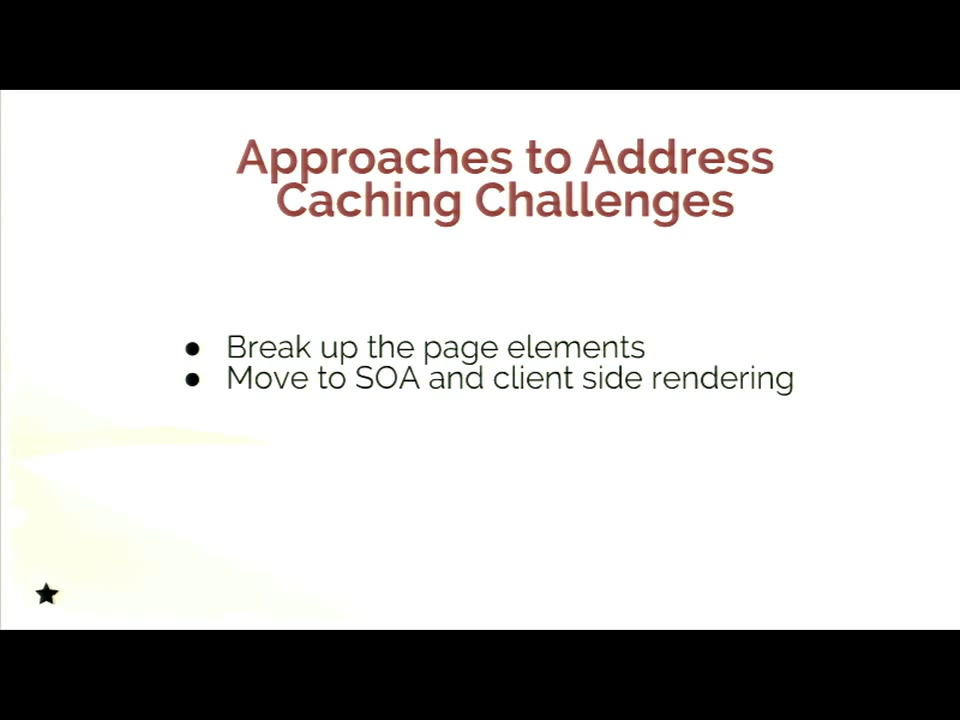 Approaches to Address
Caching Challenges
● Break up the page elements
● Move to SOA and client side rendering